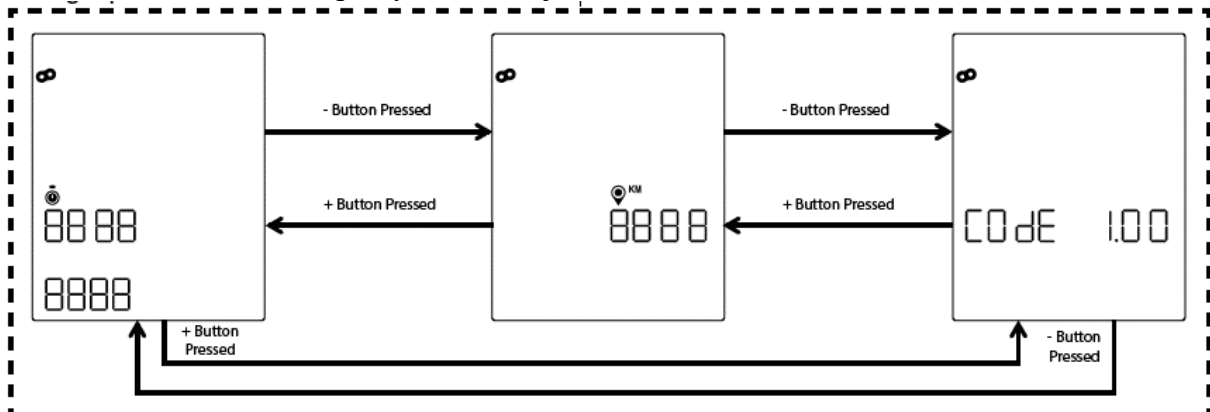 - Button Pressed
- Button Pressed
KM
+ Button Pressed
+ Button Pressed
88 88
8888
C0dE 1.00
8888
+ Button
Pressed
- Button
Pressed